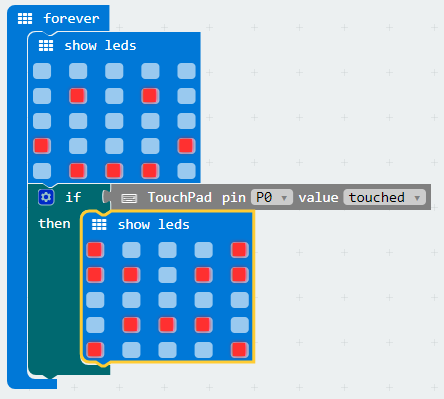 forever
show leds
if TouchPad pin P0 value touched
then show leds